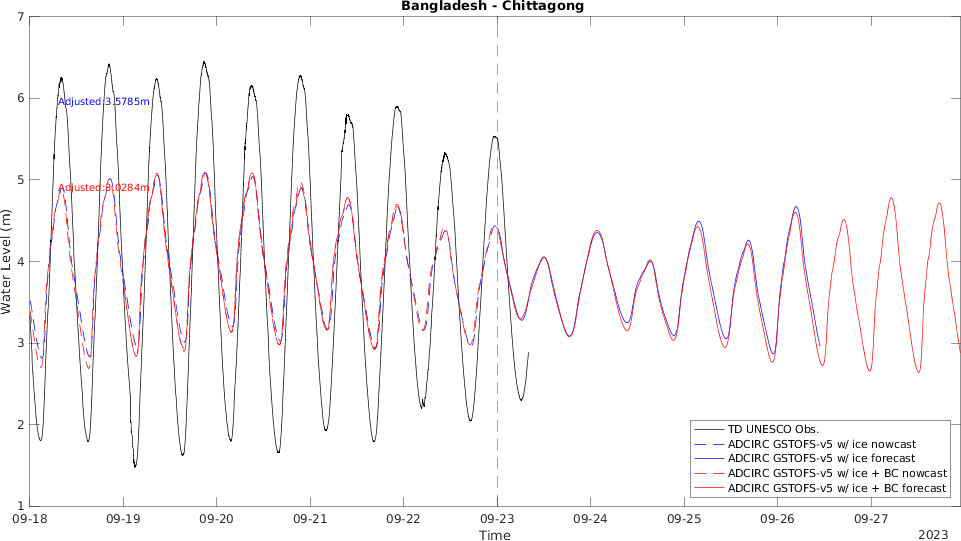 Bangladesh - Chittagong
7
6
5
4
3
2
1
Water Level (m)
Adjusted:3.5785m
Adjusted:3.0284m
TD UNESCO Obs.
ADCIRC GSTOFS-v5 w/ ice nowcast
ADCIRC GSTOFS-v5 w/ ice forecast
ADCIRC GSTOFS-v5 w/ ice + BC nowcast
ADCIRC GSTOFS-v5 w/ ice + BC forecast
09-18 09-19 09-20 09-21 09-22 09-23 09-24 09-25 09-26 09-27
Time
2023